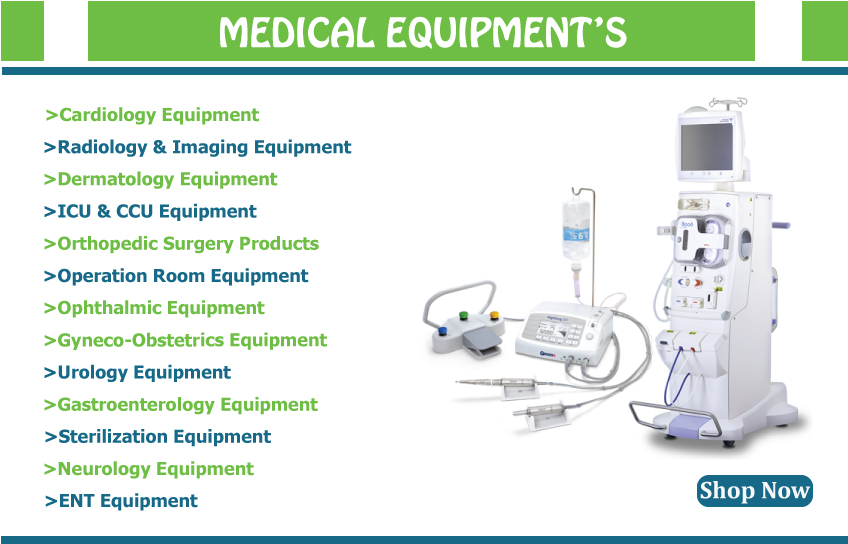 MEDICAL EQUIPMENT’S
>Cardiology Equipment
>Radiology & Imaging Equipment
>Dermatology Equipment
>ICU & CCU Equipment
>Orthopedic Surgery Products
>Operation Room Equipment
>Ophthalmic Equipment
>Gyneco-Obstetrics Equipment
>Urology Equipment
>Gastroenterology Equipment
>Sterilization Equipment
>Neurology Equipment
>ENT Equipment
Shop Now